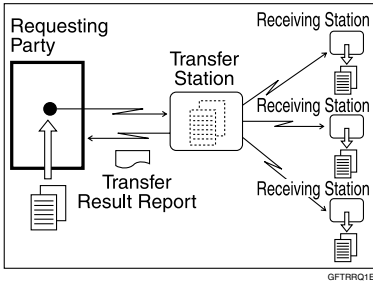 Requesting
Party
Transfer
Station
Receiving Station
Receiving Station
Receiving Station
Transfer
Result Report
GFTRRQ1E